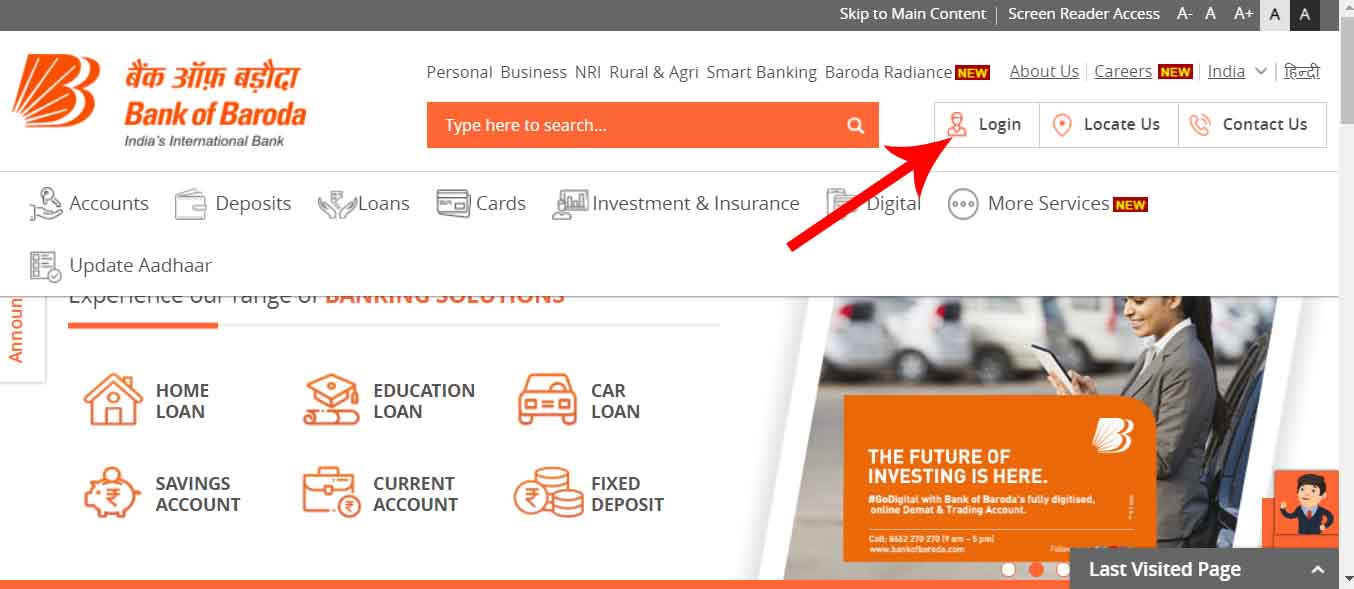 Skip to Main Content Screen Reader Access A- A A+ A A
बैंक ऑफ़ बड़ौदा
Bank of Baroda
India's International Bank
Personal Business NRI Rural & Agri Smart Banking Baroda Radiance NEW About Us Careers NEW India हिन्दी
Type here to search... Login Locate Us Contact Us
Accounts Deposits Loans Cards Investment & Insurance Digital More Services NEW
Update Aadhaar
Experience our range of BANKING SOLUTIONS
Announ
HOME LOAN
EDUCATION LOAN
CAR LOAN
SAVINGS ACCOUNT
CURRENT ACCOUNT
FIXED DEPOSIT
THE FUTURE OF
INVESTING IS HERE.
#GoDigital with Bank of Baroda's fully digitised,
online Demat & Trading Account.
Call: 8652 270 270 (9 am – 5 pm)
www.bankofbaroda.com
Last Visited Page